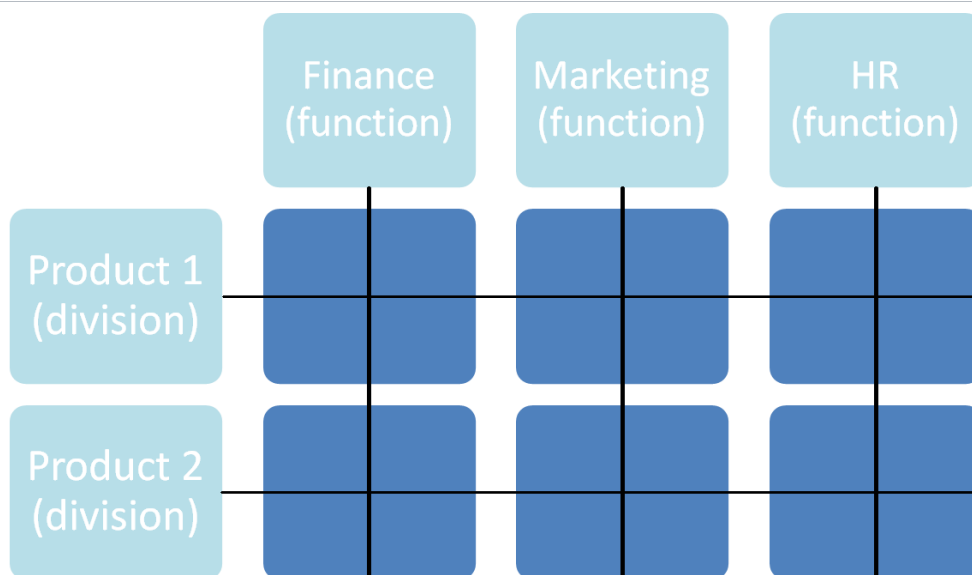 Finance
(function)
Marketing
(function)
HR
(function)
Product 1
(division)
Product 2
(division)